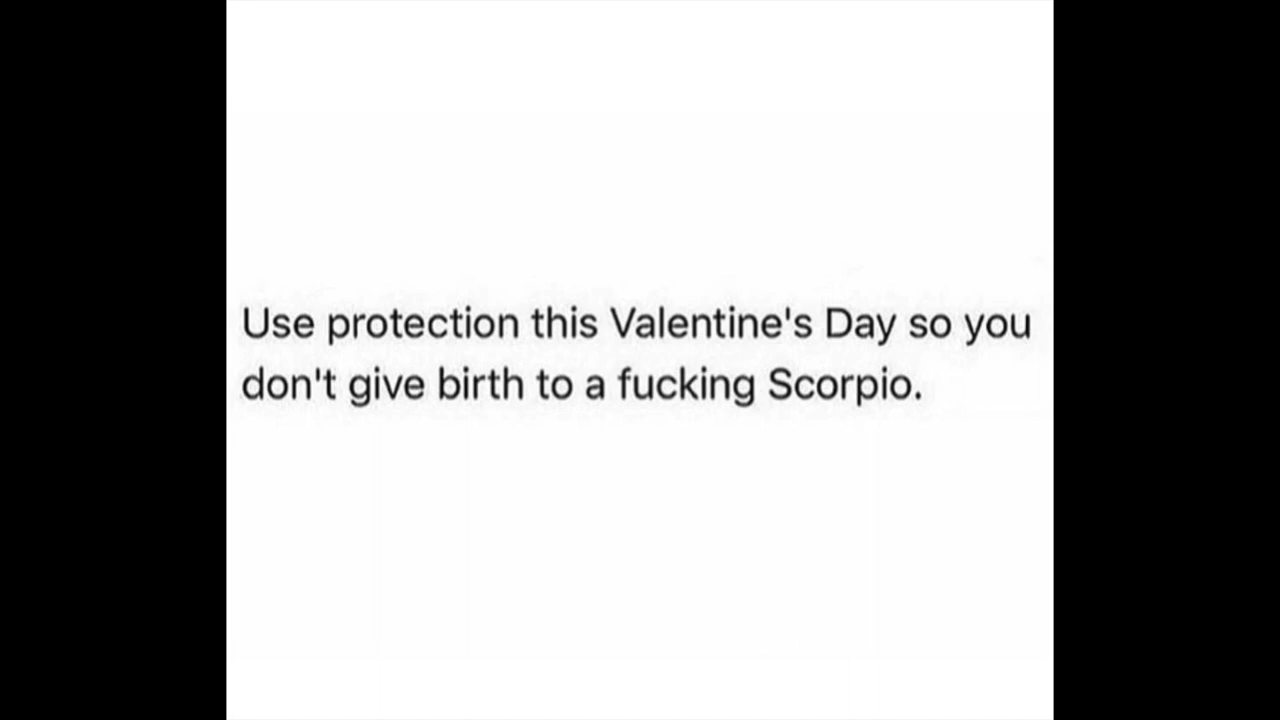 Use protection this Valentine's Day so you
don't give birth to a fucking Scorpio.